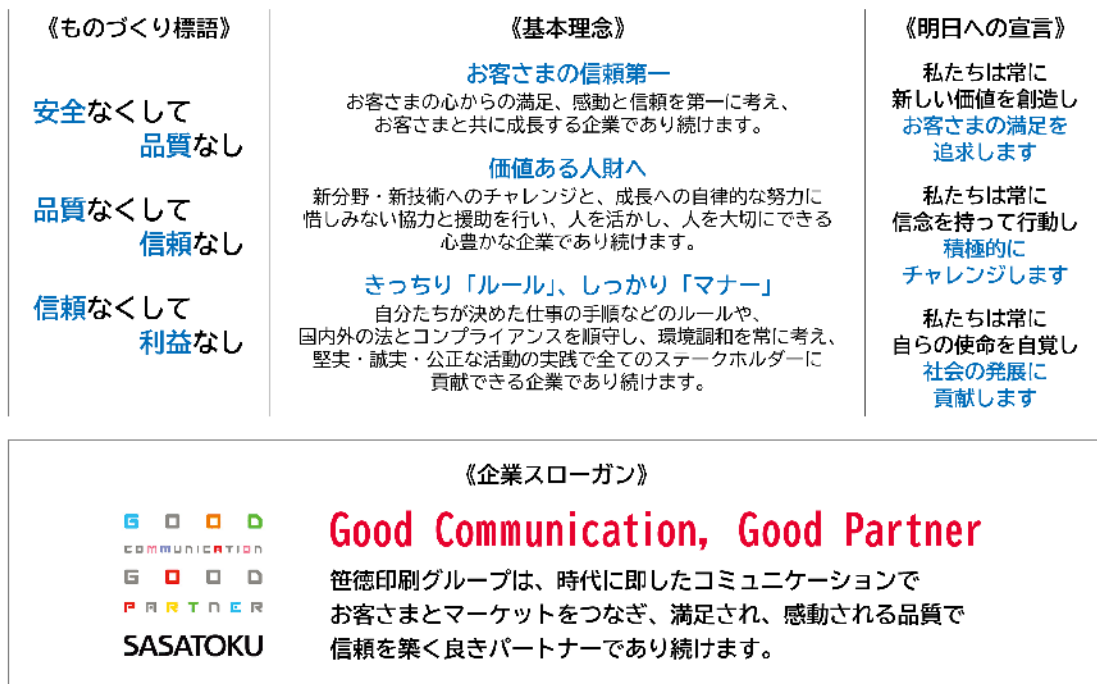 《ものづくり標語》
安全なくして
品質なし
品質なくして
信頼なし
信頼なくして
利益なし
《基本理念》
お客さまの信頼第一
お客さまの心からの満足、感動と信頼を第一に考え、
お客さまと共に成長する企業であり続けます。
価値ある人財へ
新分野・新技術へのチャレンジと、成長への自律的な努力に
惜しみない協力と援助を行い、人を活かし、人を大切にできる
心豊かな企業であり続けます。
きっちり「ルール」、しっかり「マナー」
自分たちが決めた仕事の手順などのルールや、
国内外の法とコンプライアンスを順守し、環境調和を常に考え、
堅実・誠実・公正な活動の実践で全てのステークホルダーに
貢献できる企業であり続けます。
《明日への宣言》
私たちは常に
新しい価値を創造し
お客さまの満足を
追求します
私たちは常に
信念を持って行動し
積極的に
チャレンジします
私たちは常に
自らの使命を自覚し
社会の発展に
貢献します
《企業スローガン》
GOOD
COMMUNICATION
GOOD
PARTNER
SASATOKU
Good Communication, Good Partner
笹徳印刷グループは、時代に即したコミュニケーションで
お客さまとマーケットをつなぎ、満足され、感動される品質で
信頼を築く良きパートナーであり続けます。